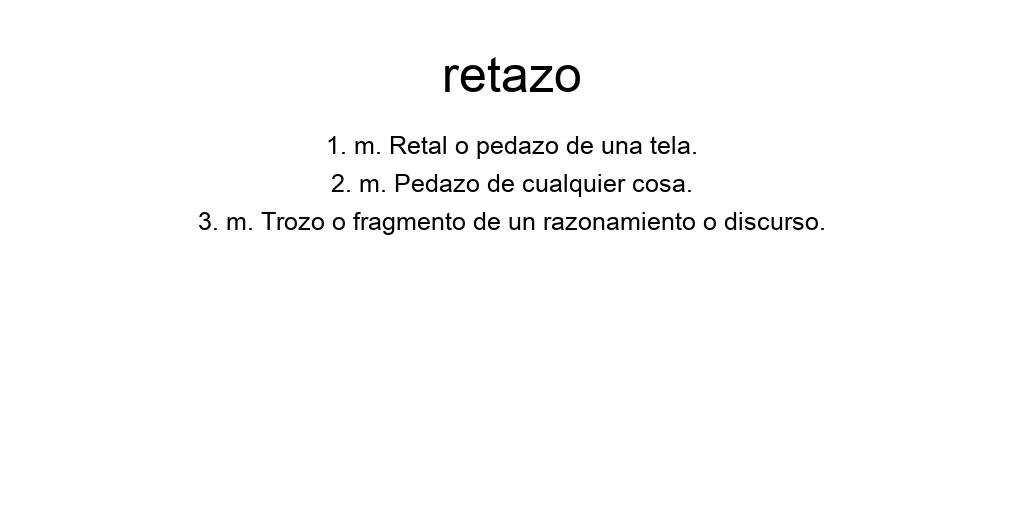 retazo
1. m. Retal o pedazo de una tela.
2. m. Pedazo de cualquier cosa.
3. m. Trozo o fragmento de un razonamiento o discurso.